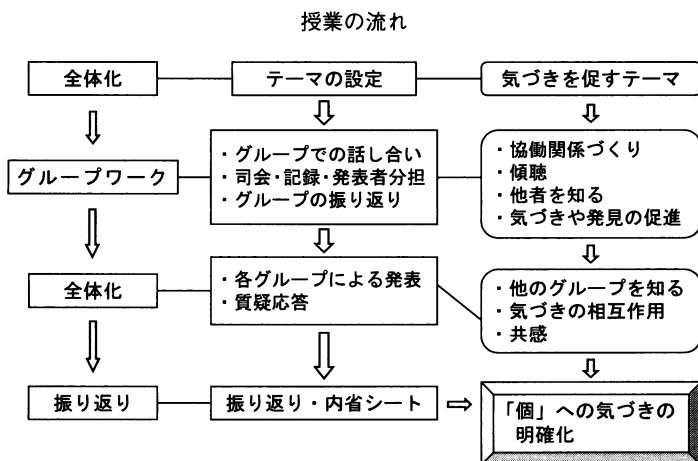 授業の流れ
全体化
テーマの設定
気づきを促すテーマ
グループワーク
・グループでの話し合い
・司会・記録・発表者分担
・グループの振り返り
・協働関係づくり
・傾聴
・他者を知る
・気づきや発見の促進
全体化
・各グループによる発表
・質疑応答
・他のグループを知る
・気づきの相互作用
・共感
振り返り
振り返り・内省シート
「個」への気づきの
明確化